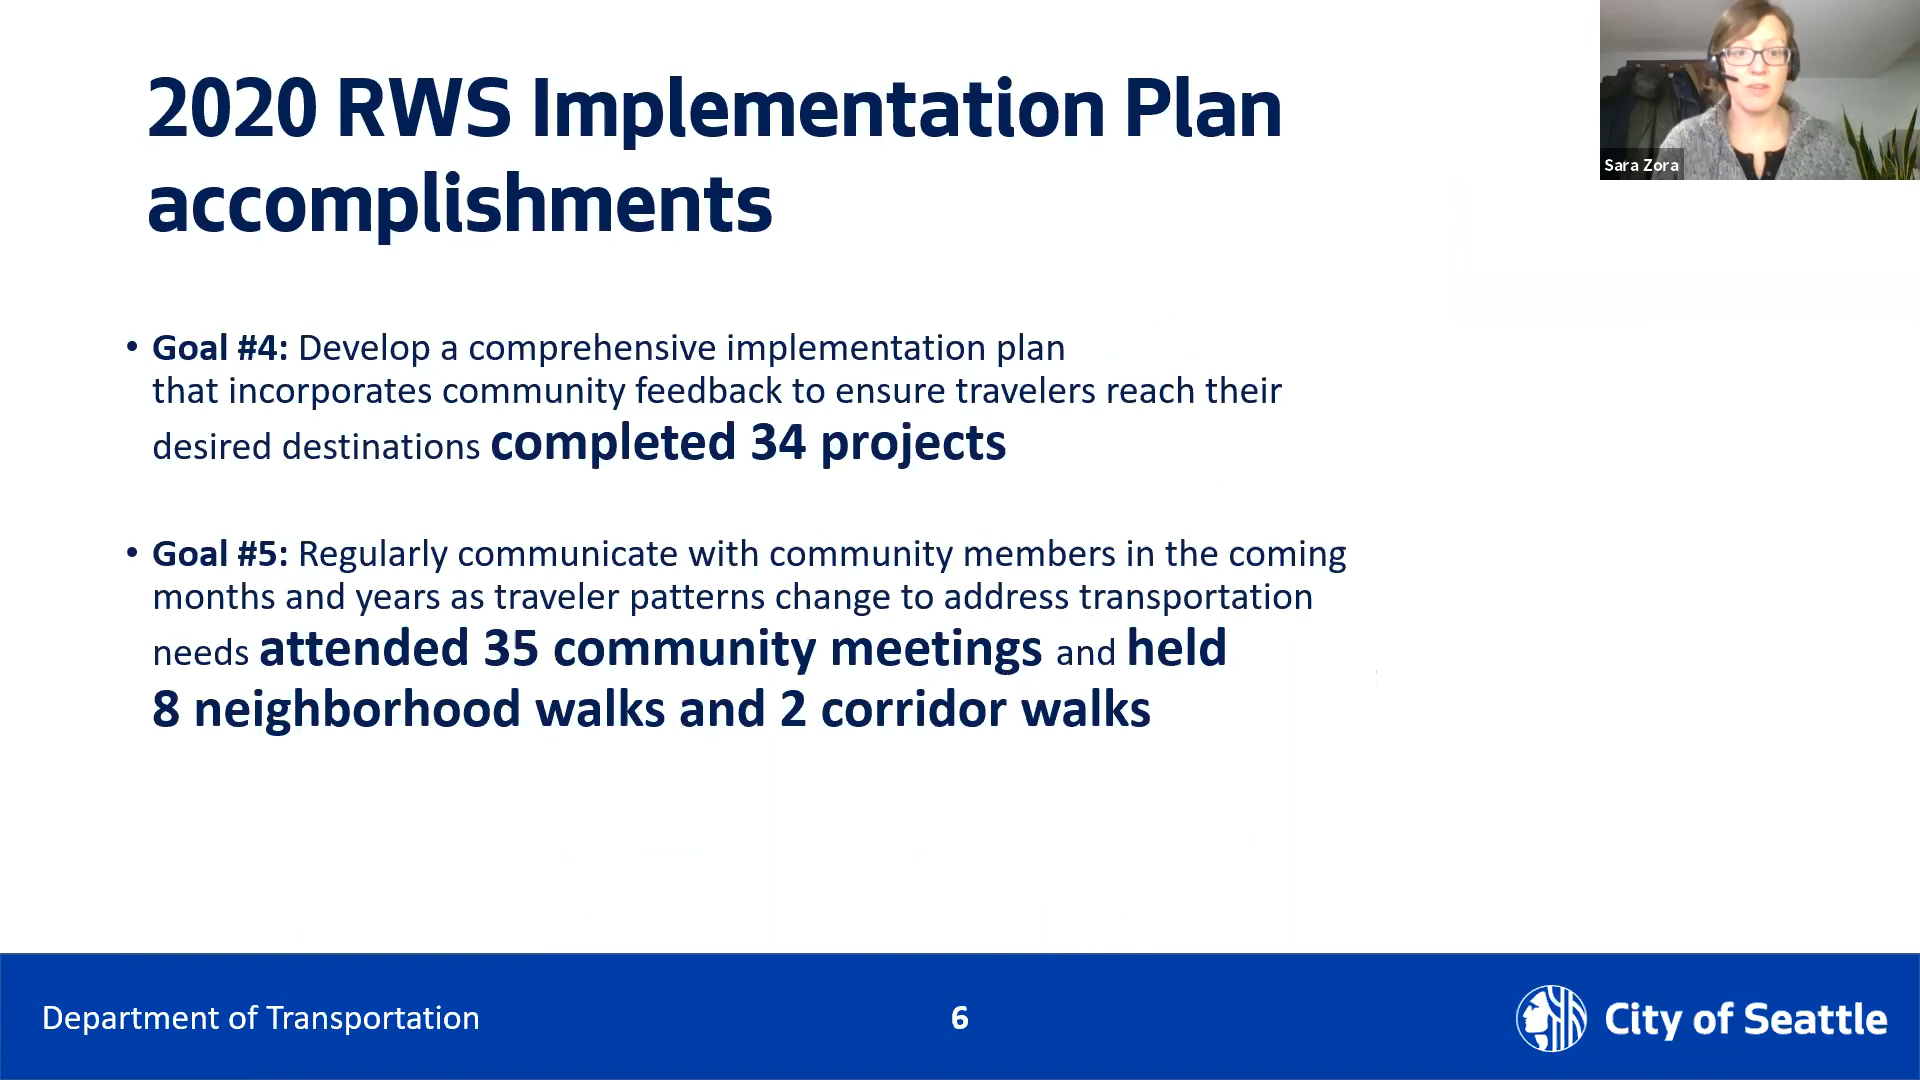 2020 RWS Implementation Plan
accomplishments
Sara Zora
• Goal #4: Develop a comprehensive implementation plan
that incorporates community feedback to ensure travelers reach their
desired destinations completed 34 projects
• Goal #5: Regularly communicate with community members in the coming
months and years as traveler patterns change to address transportation
needs attended 35 community meetings and held
8 neighborhood walks and 2 corridor walks
Department of Transportation
6
City of Seattle